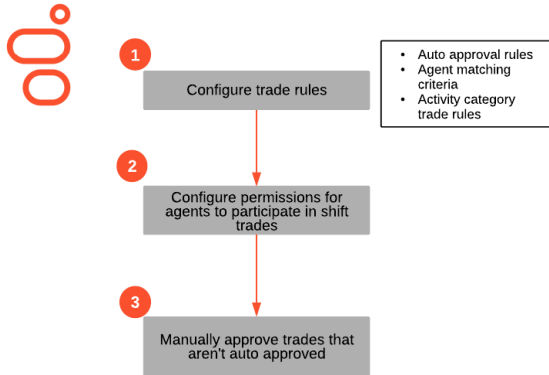 1
Configure trade rules
• Auto approval rules
• Agent matching
criteria
• Activity category
trade rules
2
Configure permissions for
agents to participate in shift
trades
3
Manually approve trades that
aren't auto approved